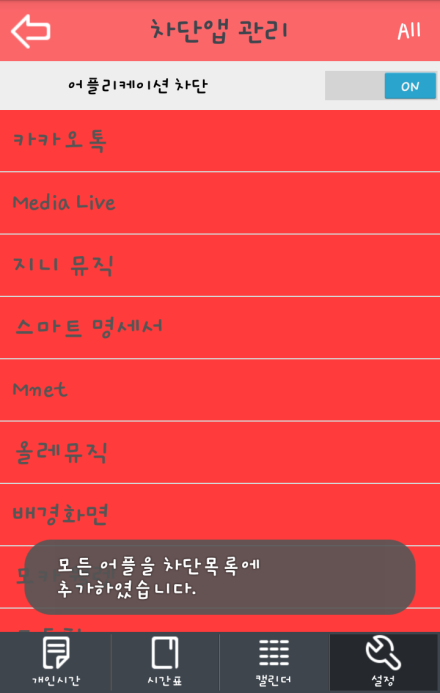 차단앱 관리
All
어플리케이션 차단
ON
카카오톡
Media Live
지니 뮤직
스마트 명세서
Mnet
올레뮤직
배경화면
모든 어플을 차단목록에
추가하였습니다.
개인시간
시간표
캘린더
설정